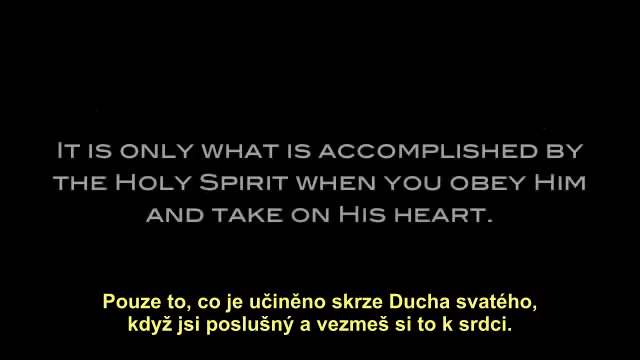 It is only what is accomplished by
the Holy Spirit when you obey Him
and take on His heart.
Pouze to, co je učiněno skrze Ducha svatého,
když jsi poslušný a vezmeš si to k srdci.